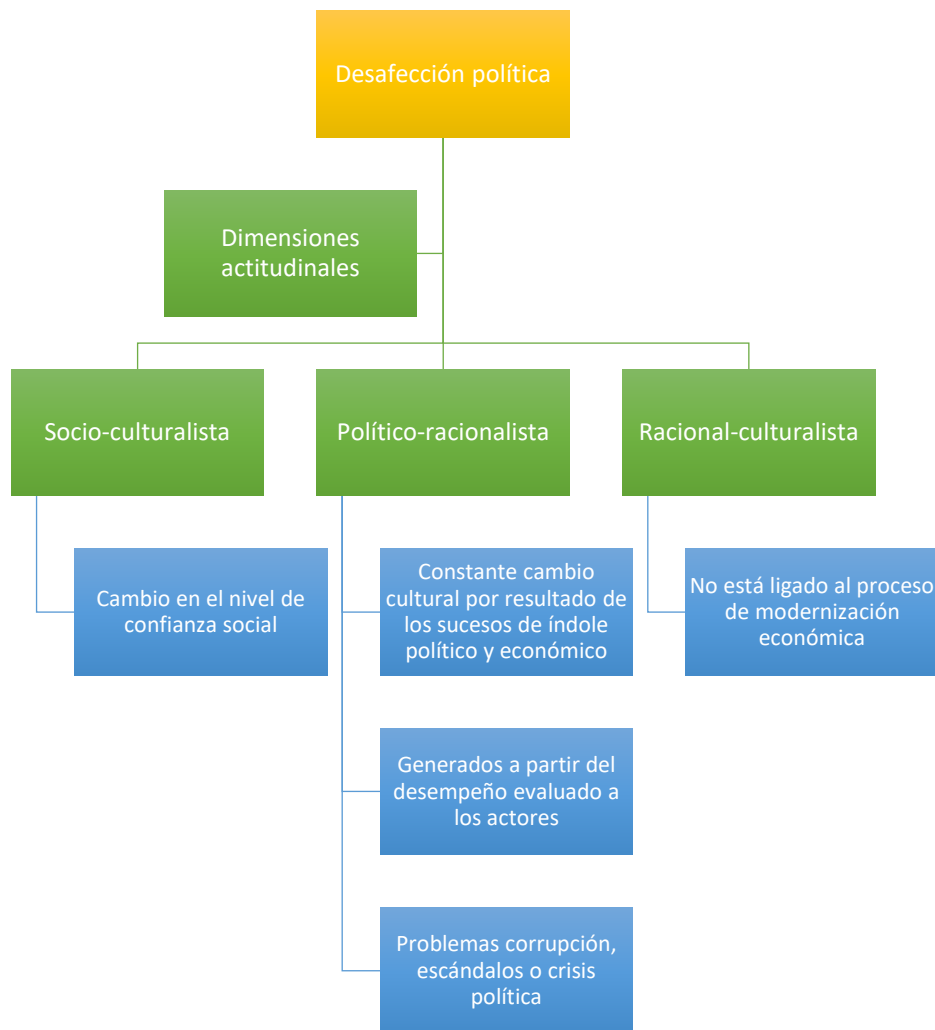 Desafección política
Dimensiones
actitudinales
Socio-culturalista
Político-racionalista
Racional-culturalista
Cambio en el nivel de
confianza social
Constante cambio
cultural por resultado de
los sucesos de índole
político y económico
No está ligado al proceso
de modernización
económica
Generados a partir del
desempeño evaluado a
los actores
Problemas corrupción,
escándalos o crisis
política